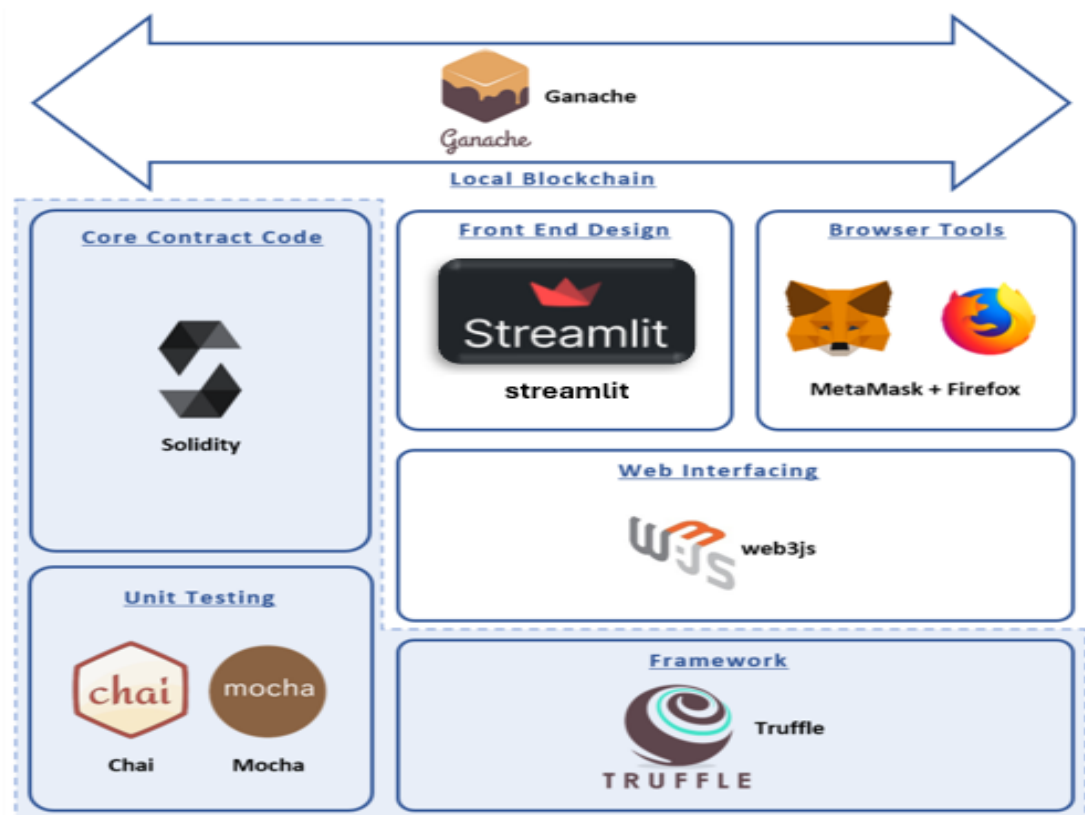 Ganache
Ganache
Local Blockchain
Core Contract Code
Solidity
Front End Design
Streamlit
streamlit
Browser Tools
MetaMask + Firefox
Web Interfacing
W3JS
web3js
Unit Testing
chai
mocha
Chai
Mocha
Framework
Truffle
TRUFFLE